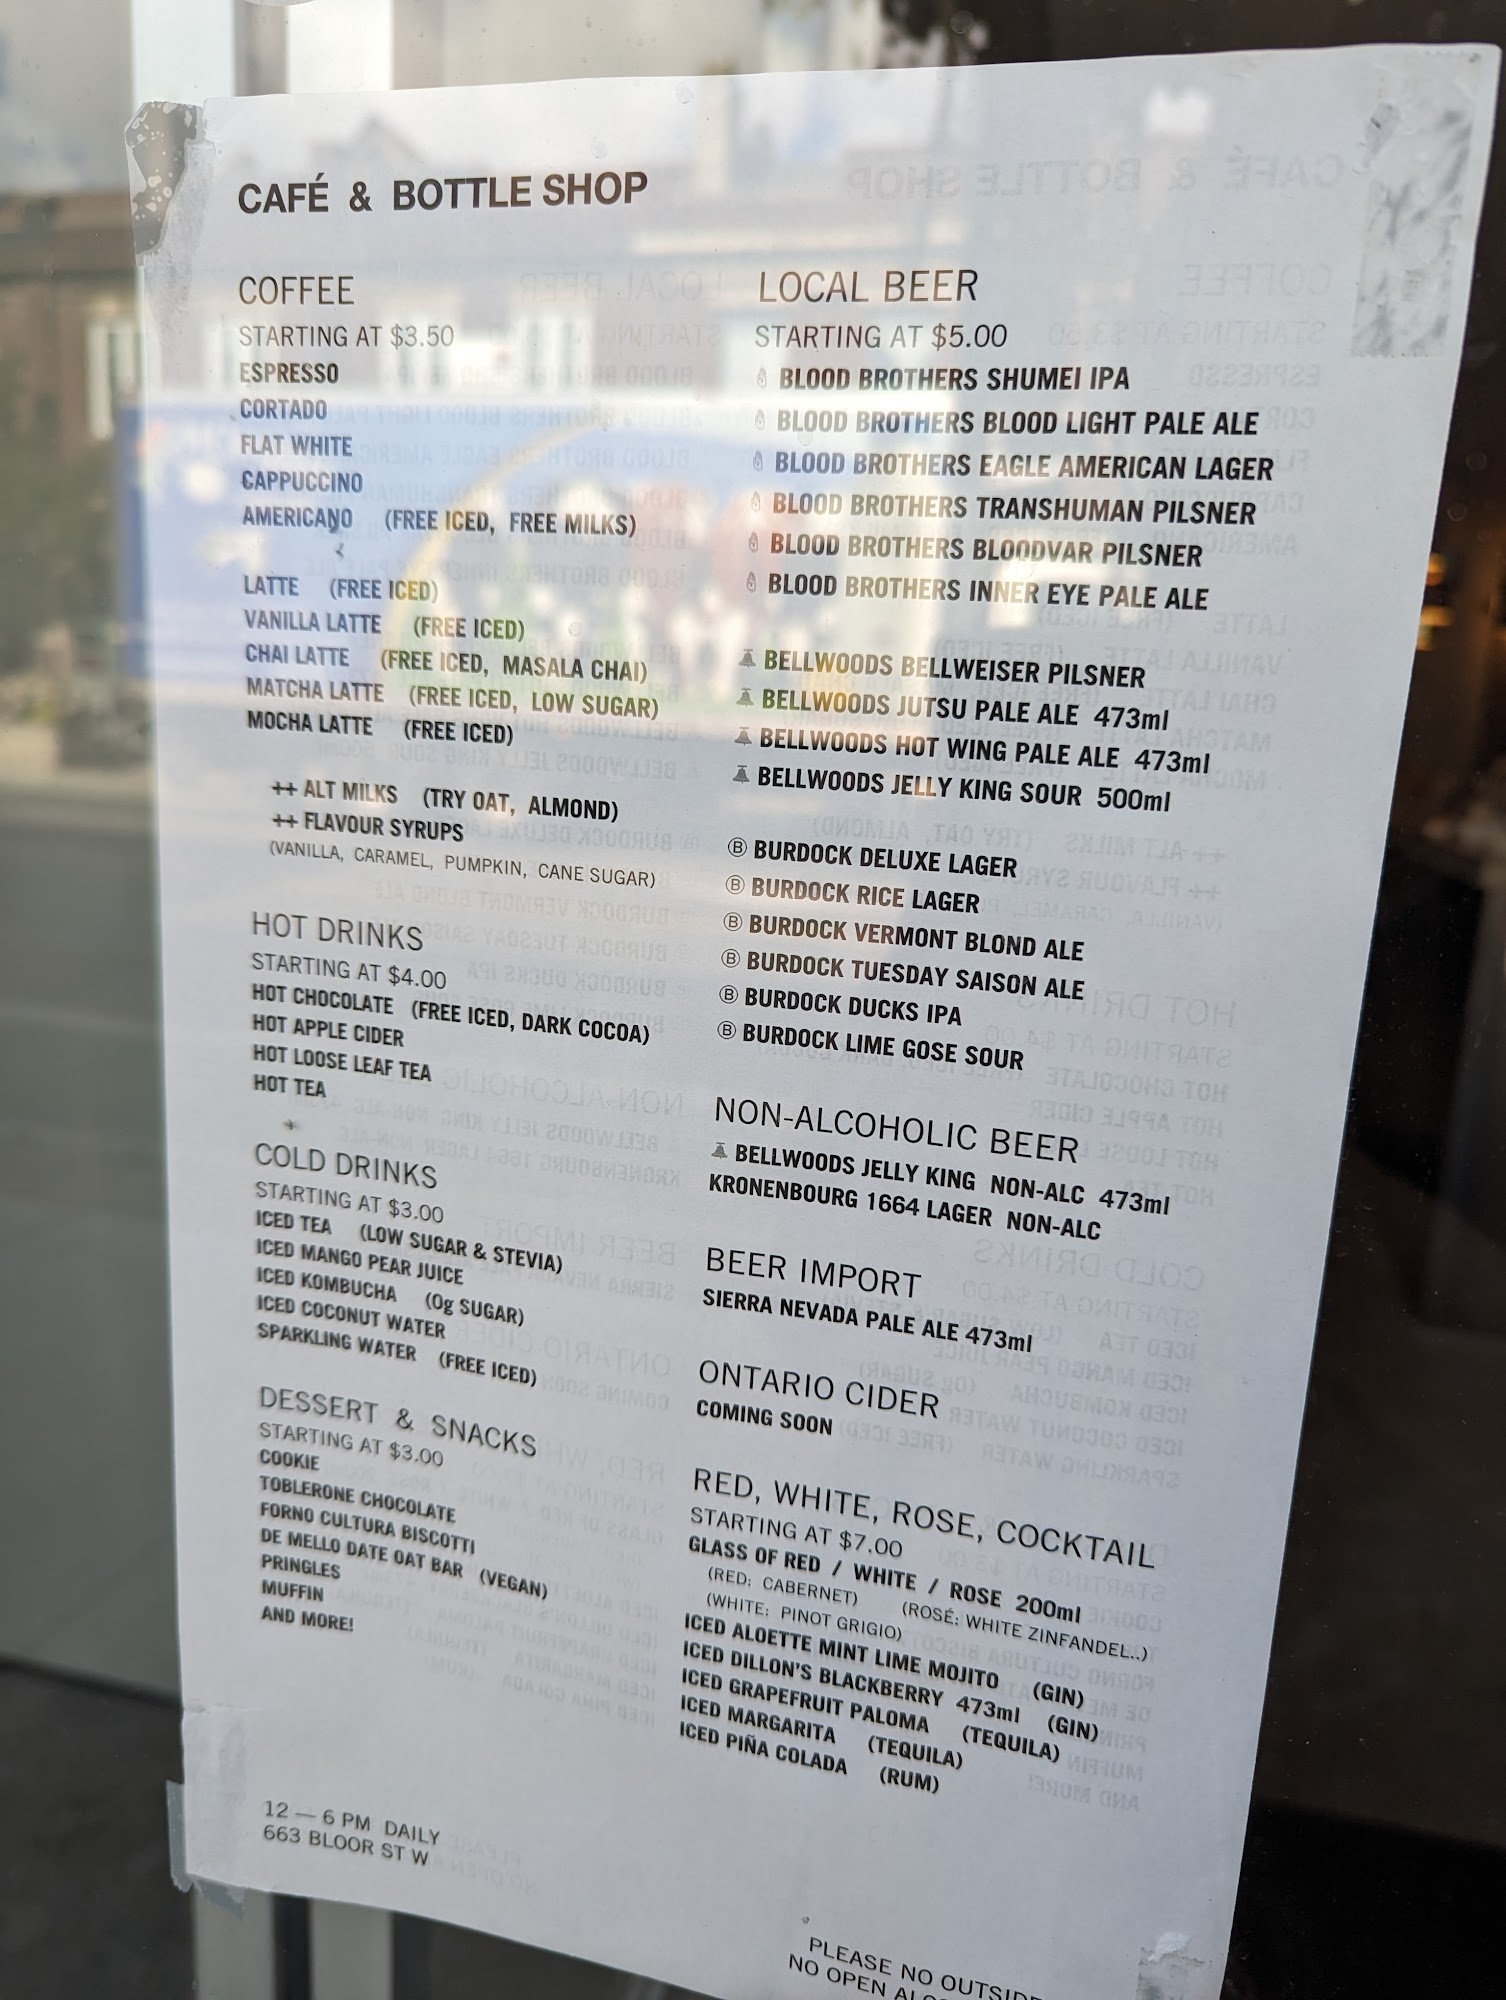 CAFÉ & BOTTLE SHOP
COFFEE
STARTING AT $3.50
ESPRESSO
CORTADO
FLAT WHITE
CAPPUCCINO
AMERICANO (FREE ICED, FREE MILKS)
LATTE (FREE ICED)
VANILLA LATTE (FREE ICED)
CHAI LATTE (FREE ICED, MASALA CHAI)
MATCHA LATTE (FREE ICED, LOW SUGAR)
MOCHA LATTE (FREE ICED)
++ ALT MILKS (TRY OAT, ALMOND)
++ FLAVOUR SYRUPS
(VANILLA, CARAMEL, PUMPKIN, CANE SUGAR)
HOT DRINKS
STARTING AT $4.00
HOT CHOCOLATE (FREE ICED, DARK COCOA)
HOT APPLE CIDER
HOT LOOSE LEAF TEA
HOT TEA
COLD DRINKS
STARTING AT $3.00
ICED TEA (LOW SUGAR & STEVIA)
ICED MANGO PEAR JUICE
ICED KOMBUCHA (0g SUGAR)
ICED COCONUT WATER
SPARKLING WATER (FREE ICED)
DESSERT & SNACKS
STARTING AT $3.00
COOKIE
TOBLERONE CHOCOLATE
FORNO CULTURA BISCOTTI
DE MELLO DATE OAT BAR (VEGAN)
PRINGLES
MUFFIN
AND MORE!
12 — 6 PM DAILY
663 BLOOR ST W
LOCAL BEER
STARTING AT $5.00
BLOOD BROTHERS SHUMEI IPA
BLOOD BROTHERS BLOOD LIGHT PALE ALE
BLOOD BROTHERS EAGLE AMERICAN LAGER
BLOOD BROTHERS TRANSHUMAN PILSNER
BLOOD BROTHERS BLOODVAR PILSNER
BLOOD BROTHERS INNER EYE PALE ALE
BELLWOODS BELLWEISER PILSNER
BELLWOODS JUTSU PALE ALE 473ml
BELLWOODS HOT WING PALE ALE 473ml
BELLWOODS JELLY KING SOUR 500ml
Ⓑ BURDOCK DELUXE LAGER
Ⓑ BURDOCK RICE LAGER
Ⓑ BURDOCK VERMONT BLOND ALE
Ⓑ BURDOCK TUESDAY SAISON ALE
Ⓑ BURDOCK DUCKS IPA
Ⓑ BURDOCK LIME GOSE SOUR
NON-ALCOHOLIC BEER
BELLWOODS JELLY KING NON-ALC 473ml
KRONENBOURG 1664 LAGER NON-ALC
BEER IMPORT
SIERRA NEVADA PALE ALE 473ml
ONTARIO CIDER
COMING SOON
RED, WHITE, ROSE, COCKTAIL
STARTING AT $7.00
GLASS OF RED / WHITE / ROSE 200ml
(RED: CABERNET) (ROSÉ: WHITE ZINFANDEL..)
(WHITE: PINOT GRIGIO)
ICED ALOETTE MINT LIME MOJITO (GIN)
ICED DILLON'S BLACKBERRY 473ml (GIN)
ICED GRAPEFRUIT PALOMA (TEQUILA)
ICED MARGARITA (TEQUILA)
ICED PIÑA COLADA (RUM)
PLEASE NO OUTSIDE
NO OPEN